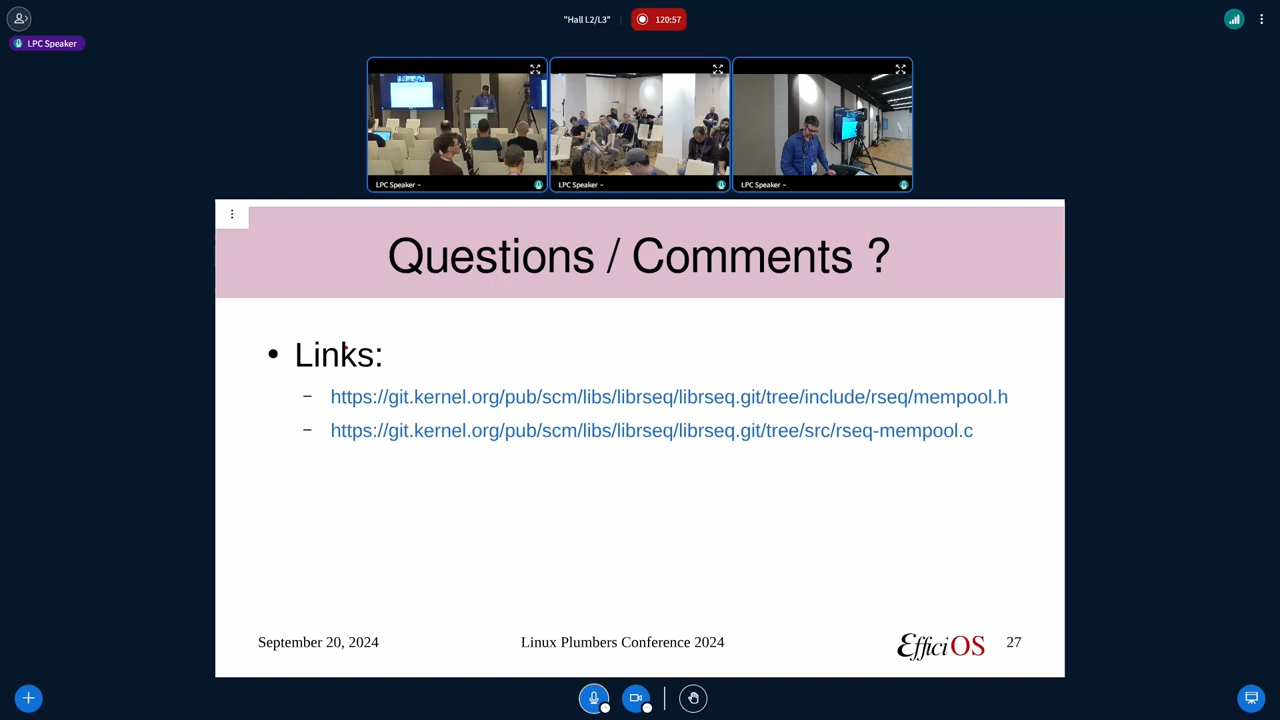 "Hall L2/L3"
120:57
LPC Speaker
LPC Speaker
LPC Speaker
LPC Speaker
Questions / Comments ?
• Links:
– https://git.kernel.org/pub/scm/libs/librseq/librseq.git/tree/include/rseq/mempool.h
– https://git.kernel.org/pub/scm/libs/librseq/librseq.git/tree/src/rseq-mempool.c
September 20, 2024
Linux Plumbers Conference 2024
EfficiOS
27